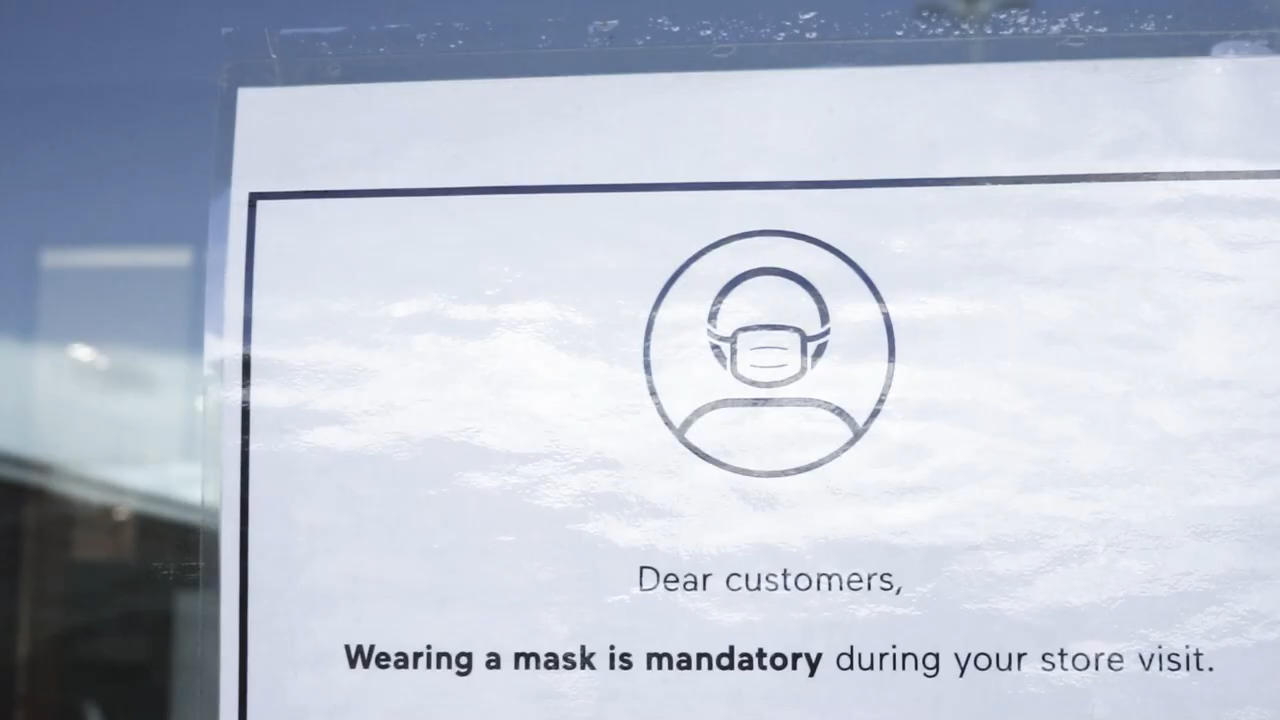 Dear customers,
Wearing a mask is mandatory during your store visit.